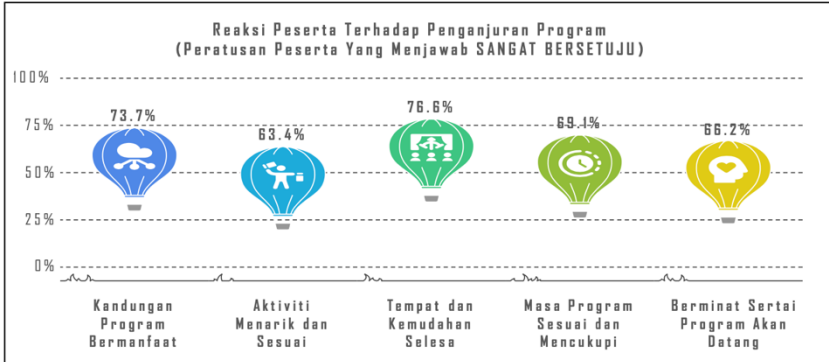 Reaksi Peserta Terhadap Penganjuran Program
(Peratusan Peserta Yang Menjawab SANGAT BERSETUJU)
100%
75%
50%
25%
0%
73.7%
63.4%
76.6%
69.1%
66.2%
Kandungan
Program
Bermanfaat
Aktiviti
Menarik dan
Sesuai
Tempat dan
Kemudahan
Selesa
Masa Program
Sesuai dan
Mencukupi
Berminat Sertai
Program Akan
Datang